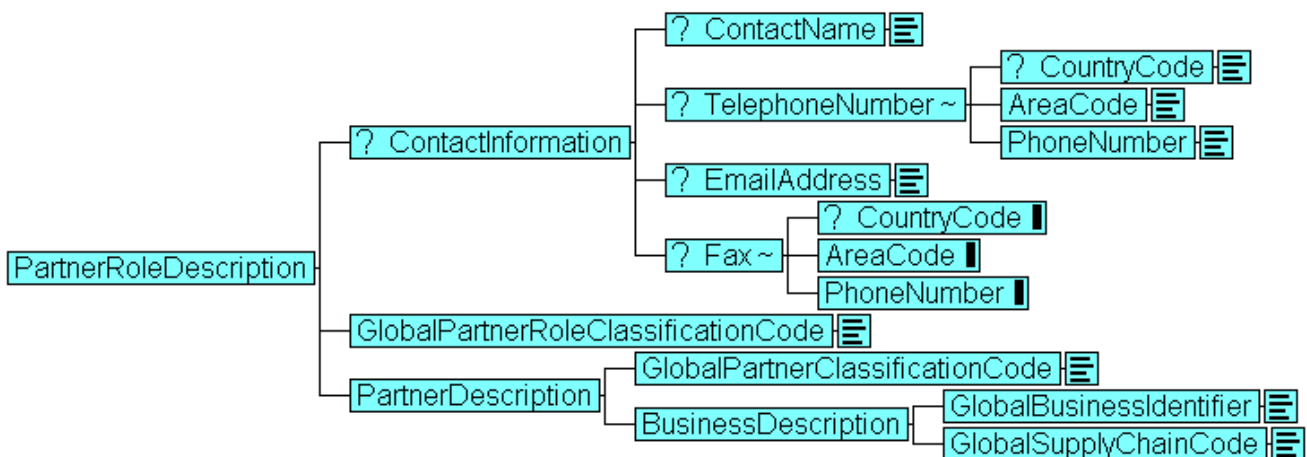 ? ContactName
? CountryCode
? TelephoneNumber ~
AreaCode
? ContactInformation
PhoneNumber
? EmailAddress
? CountryCode
? Fax ~
AreaCode
PartnerRoleDescription
PhoneNumber
GlobalPartnerRoleClassificationCode
GlobalPartnerClassificationCode
PartnerDescription
GlobalBusinessIdentifier
BusinessDescription
GlobalSupplyChainCode